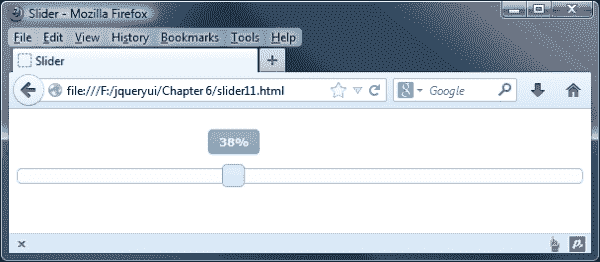 Slider - Mozilla Firefox
File Edit View History Bookmarks Tools Help
Slider
file:///F:/jqueryui/Chapter 6/slider11.html
Google
38%